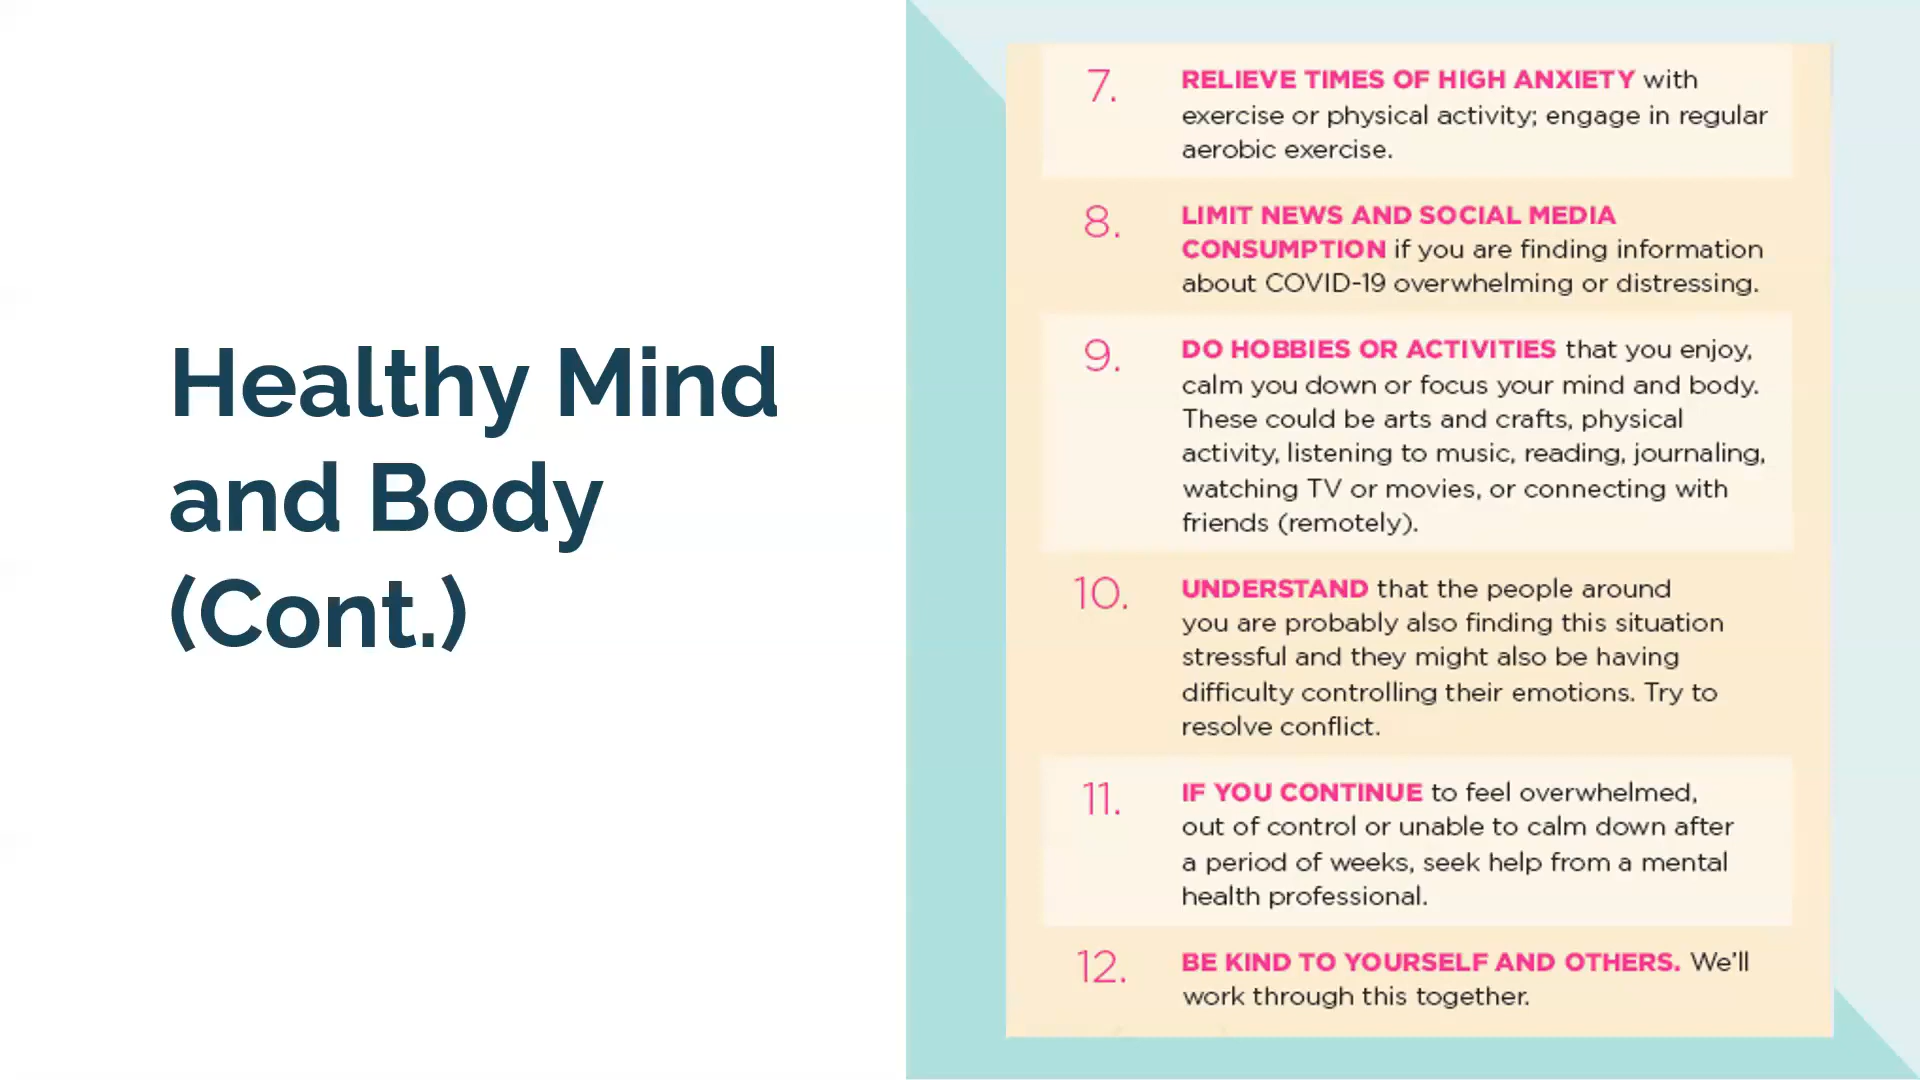 Healthy Mind
and Body
(Cont.)
7. RELIEVE TIMES OF HIGH ANXIETY with
exercise or physical activity; engage in regular
aerobic exercise.
8. LIMIT NEWS AND SOCIAL MEDIA
CONSUMPTION if you are finding information
about COVID-19 overwhelming or distressing.
9. DO HOBBIES OR ACTIVITIES that you enjoy,
calm you down or focus your mind and body.
These could be arts and crafts, physical
activity, listening to music, reading, journaling,
watching TV or movies, or connecting with
friends (remotely).
10. UNDERSTAND that the people around
you are probably also finding this situation
stressful and they might also be having
difficulty controlling their emotions. Try to
resolve conflict.
11. IF YOU CONTINUE to feel overwhelmed,
out of control or unable to calm down after
a period of weeks, seek help from a mental
health professional.
12. BE KIND TO YOURSELF AND OTHERS. We'll
work through this together.